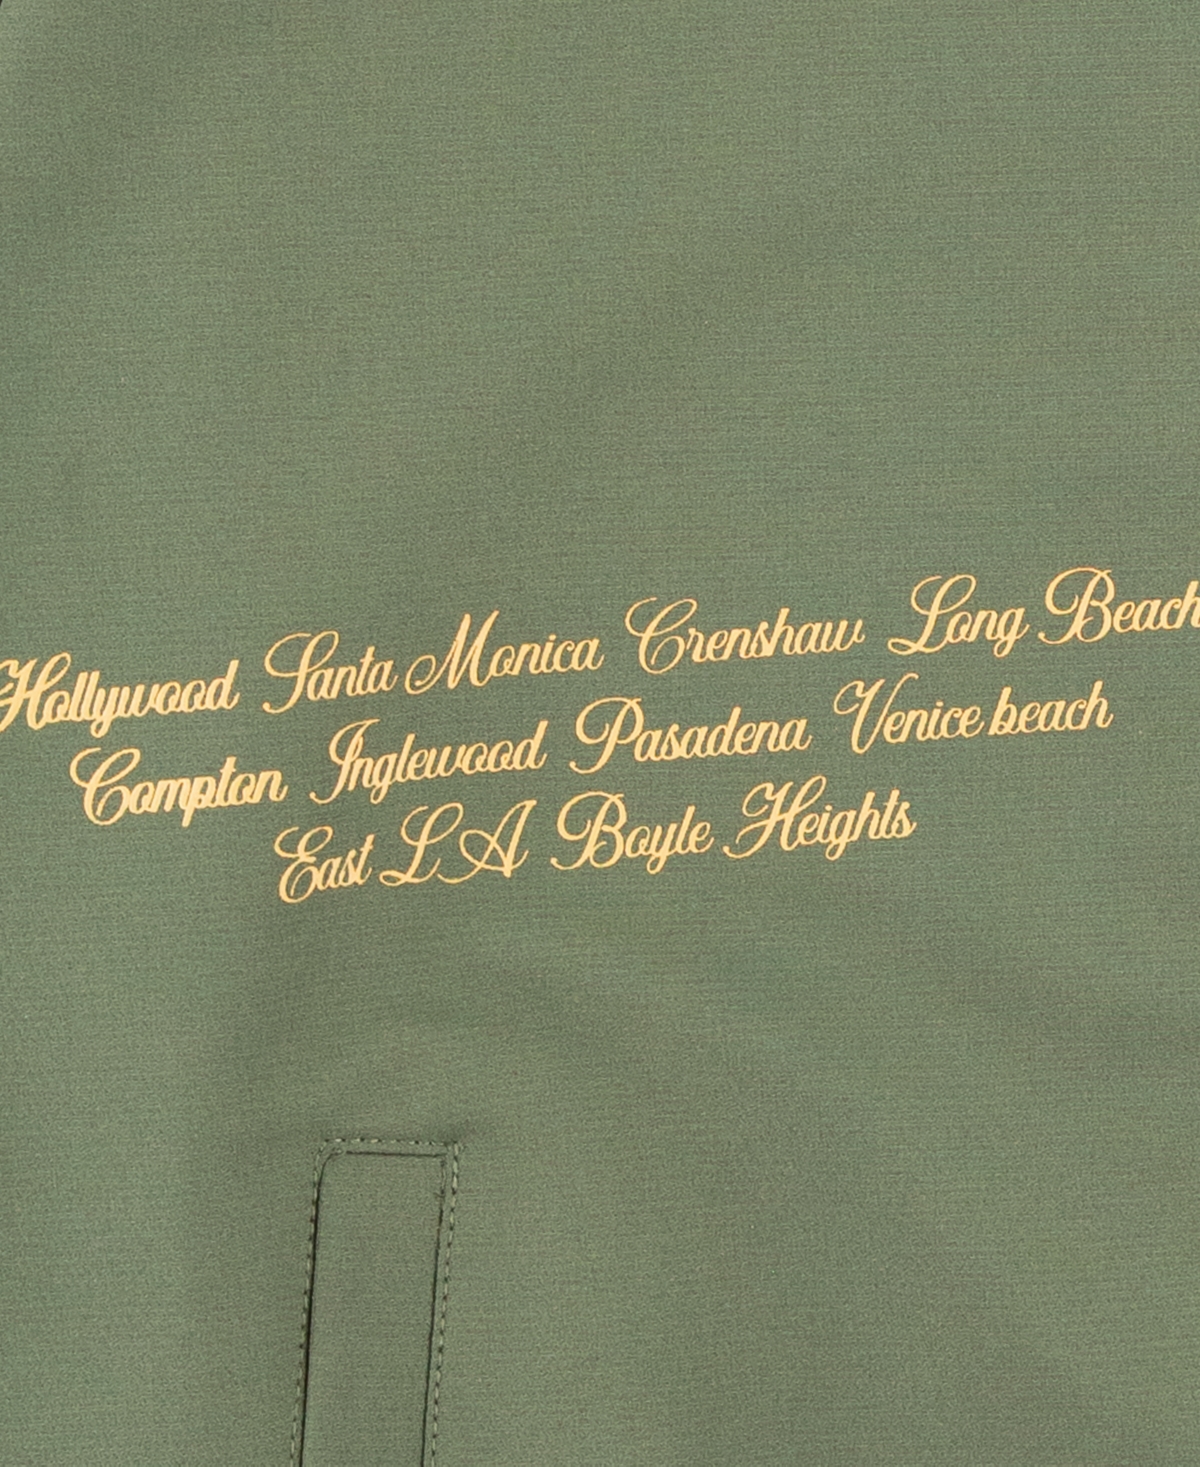 Hollywood Santa Monica Crenshaw Long Beach
Compton Inglewood Pasadena Venice beach
East LA Boyle Heights